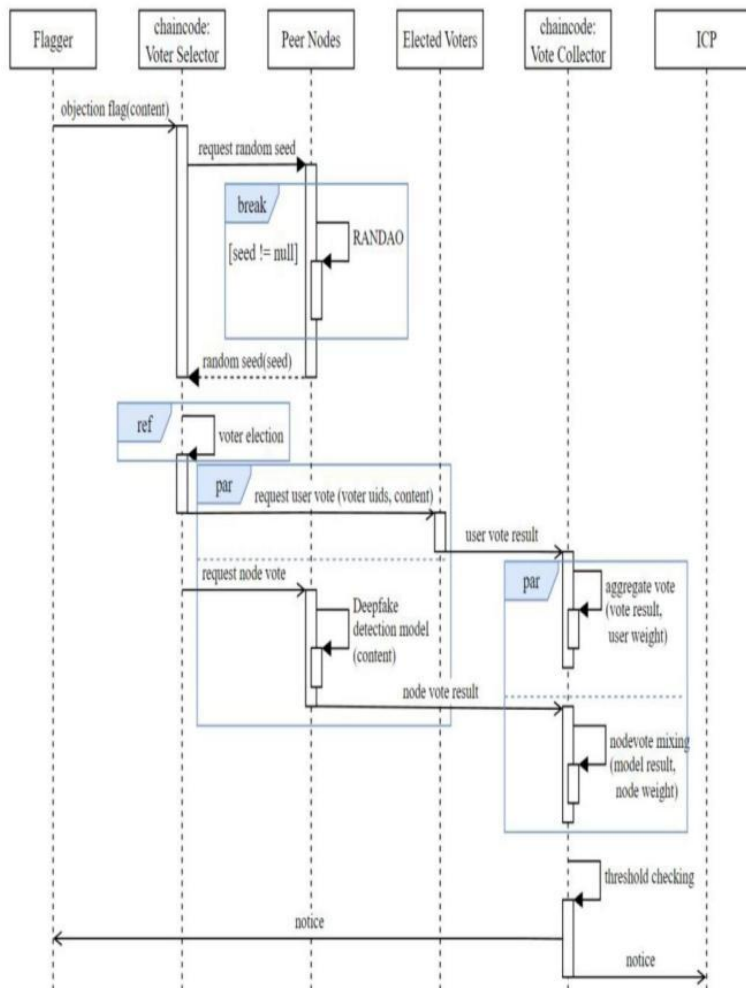 Flagger
chaincode:
Voter Selector
Peer Nodes
Elected Voters
chaincode:
Vote Collector
ICP
objection flag(content)
request random seed
break
[seed != null]
RANDAO
random seed(seed)
ref
voter election
par
request user vote (voter uids, content)
user vote result
par
aggregate vote
(vote result,
user weight)
request node vote
Deepfake
detection model
(content)
node vote result
nodevote mixing
(model result,
node weight)
threshold checking
notice
notice